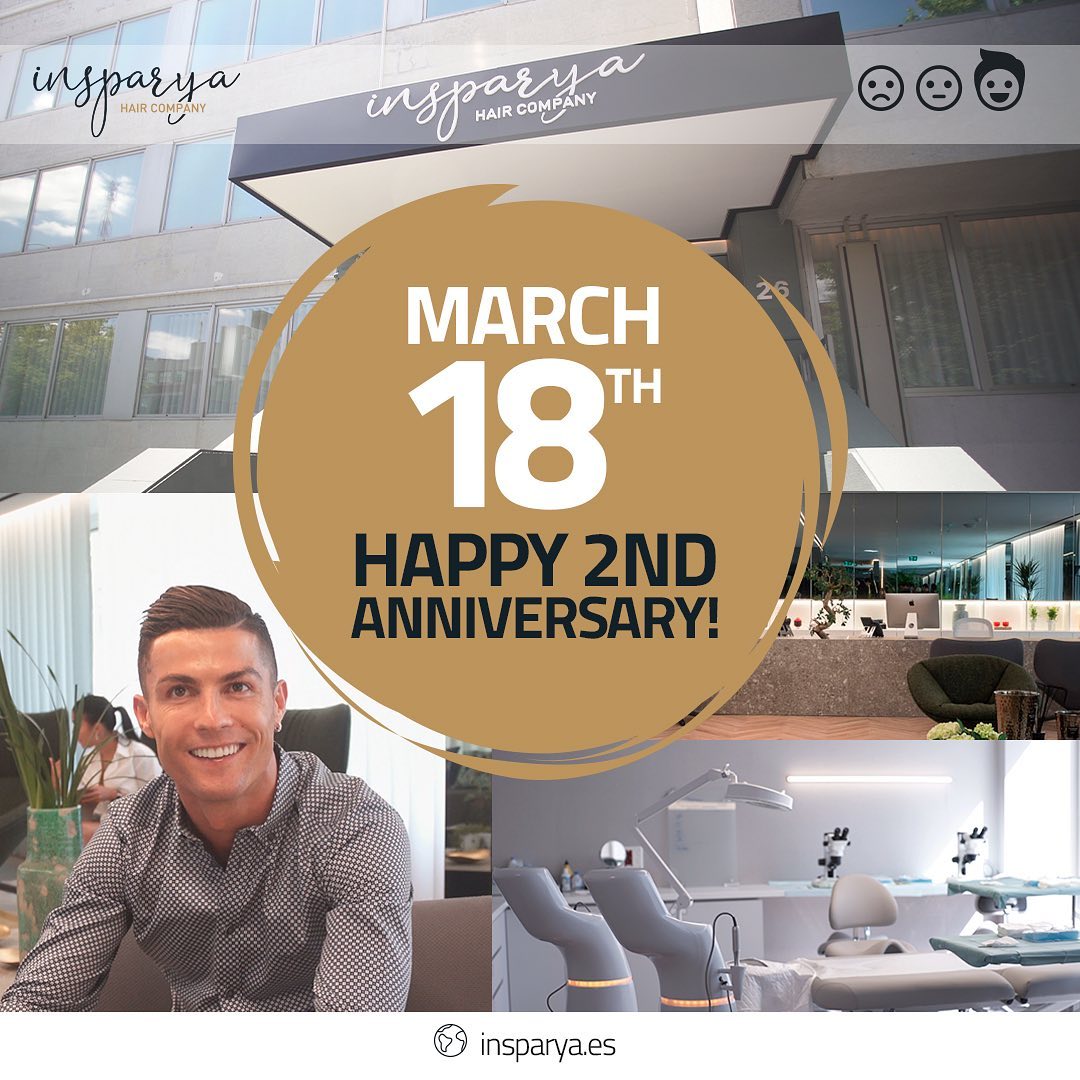 insparya
HAIR COMPANY
insparya
HAIR COMPANY
26
MARCH
18TH
HAPPY 2ND
ANNIVERSARY!
insparya.es